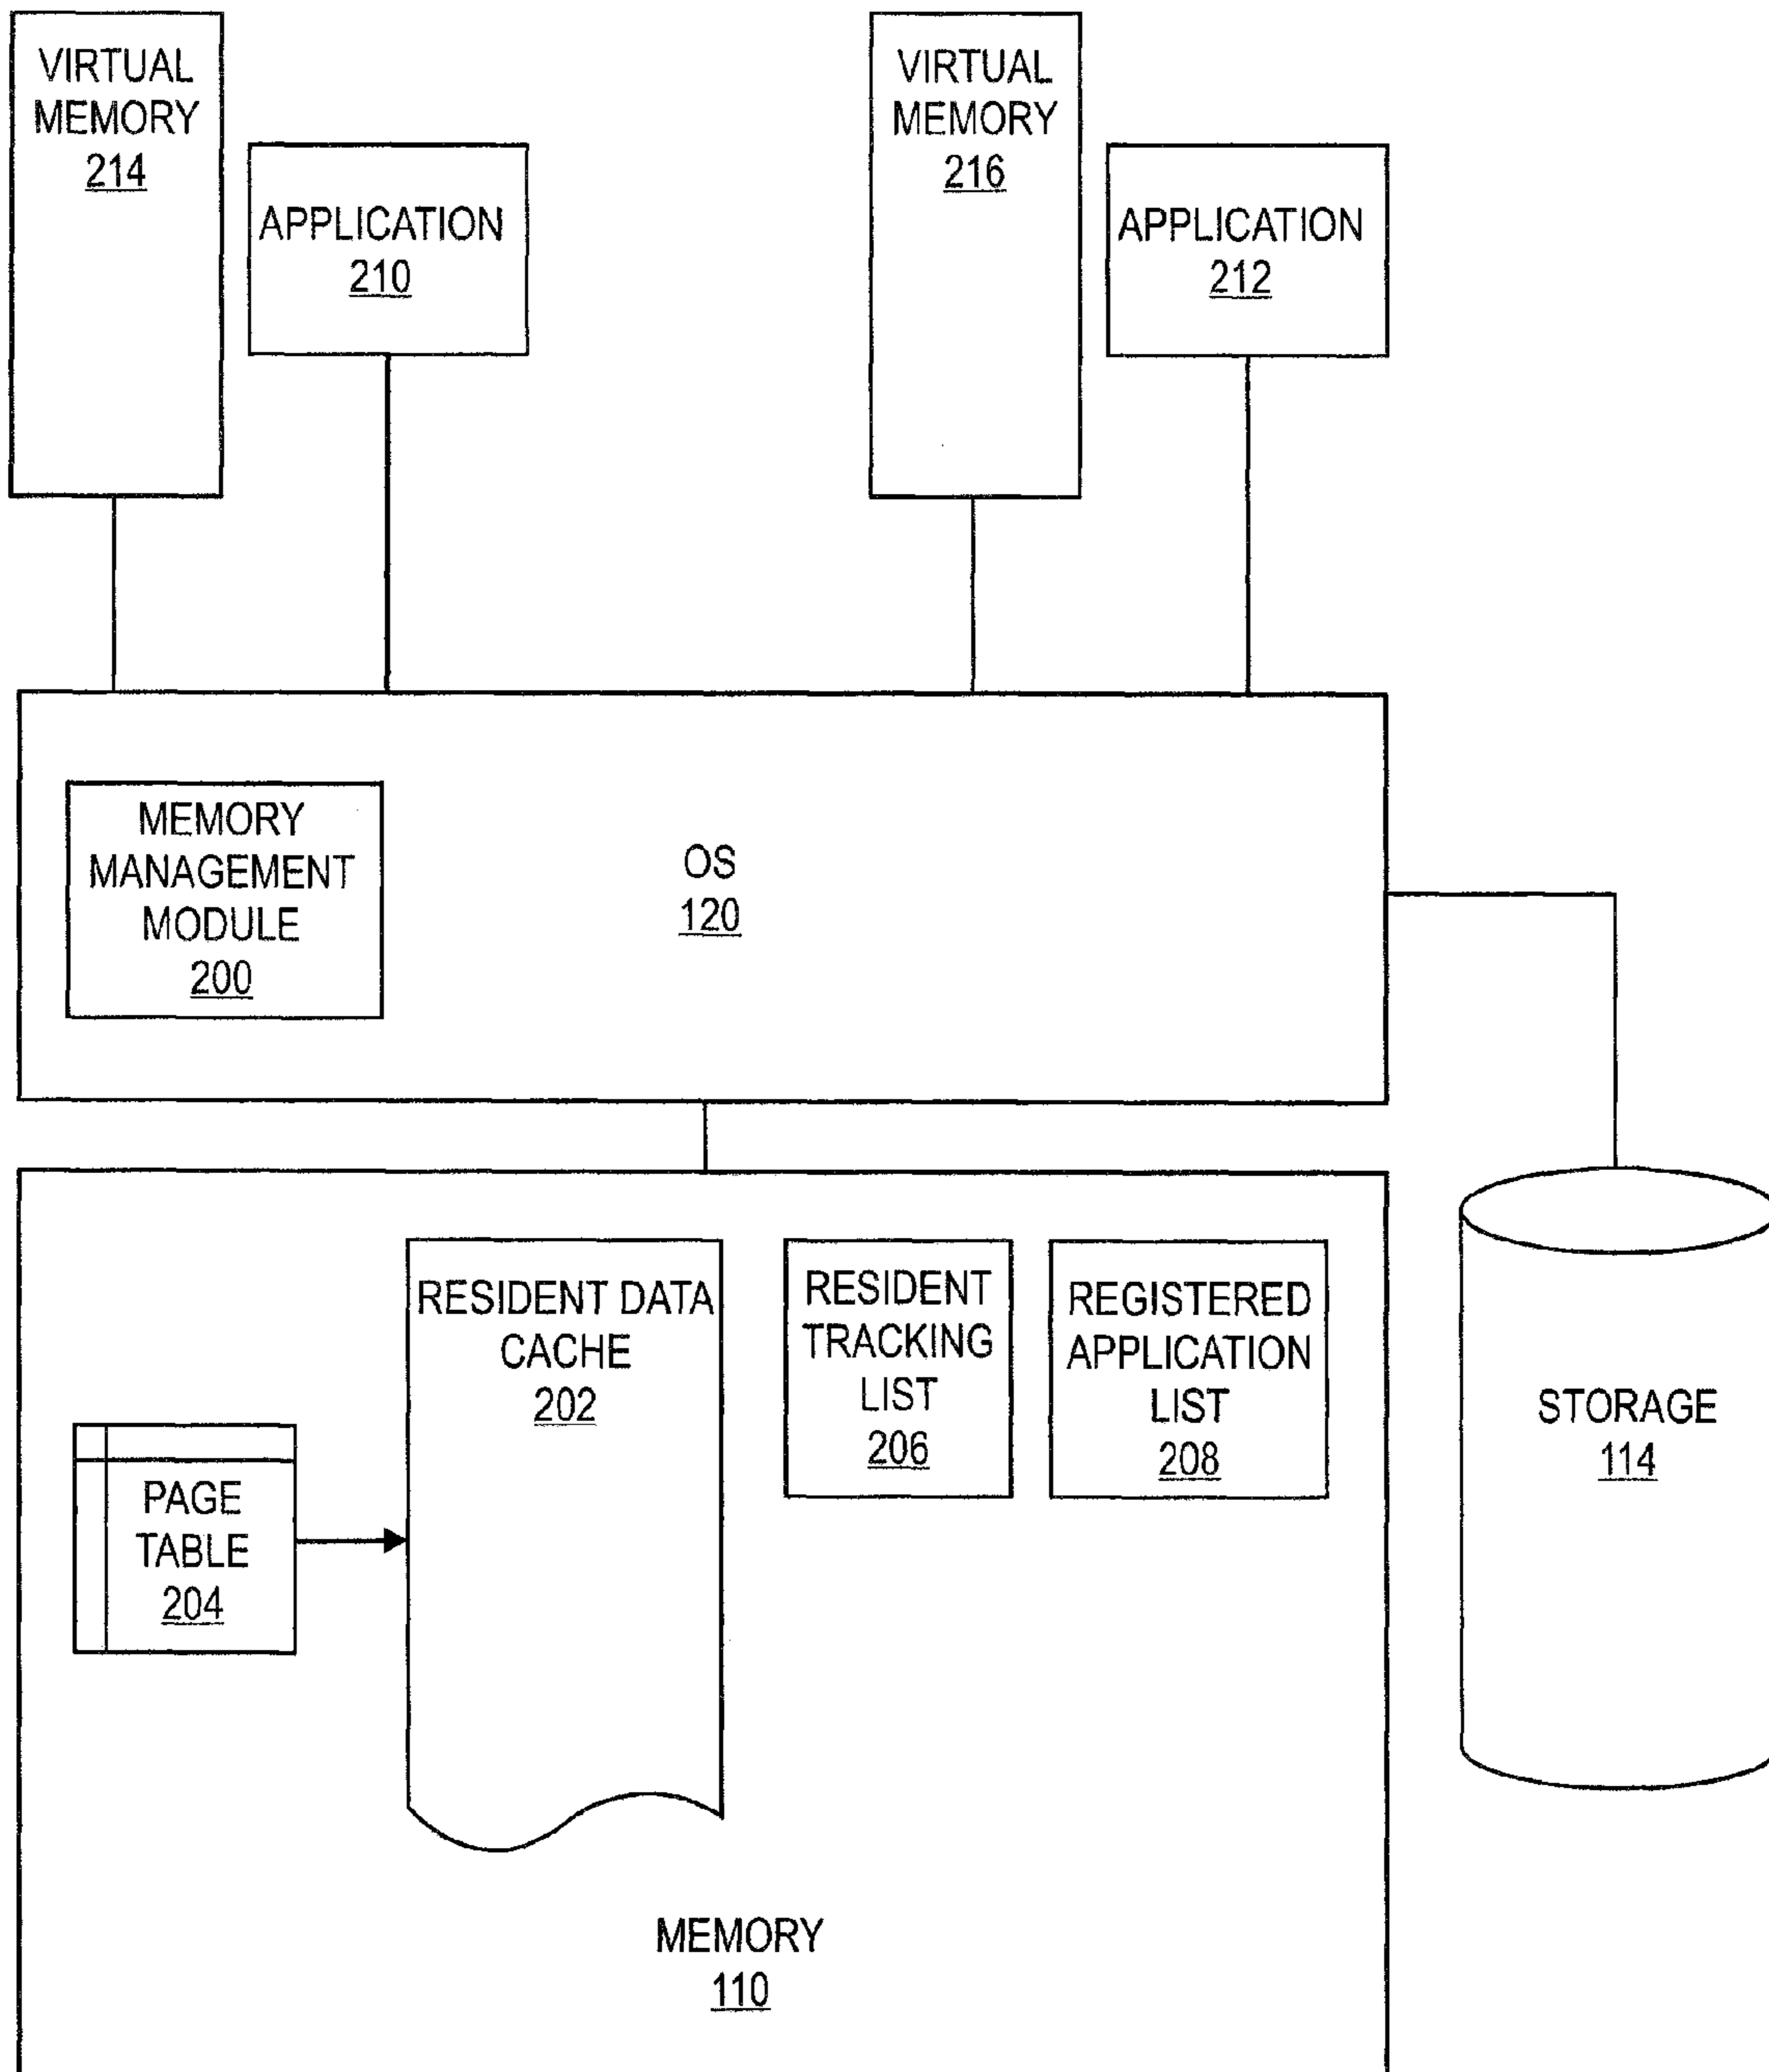 VIRTUAL
MEMORY
214
APPLICATION
210
VIRTUAL
MEMORY
216
APPLICATION
212
MEMORY
MANAGEMENT
MODULE
200
OS
120
RESIDENT DATA
CACHE
202
RESIDENT
TRACKING
LIST
206
REGISTERED
APPLICATION
LIST
208
STORAGE
114
PAGE
TABLE
204
MEMORY
110